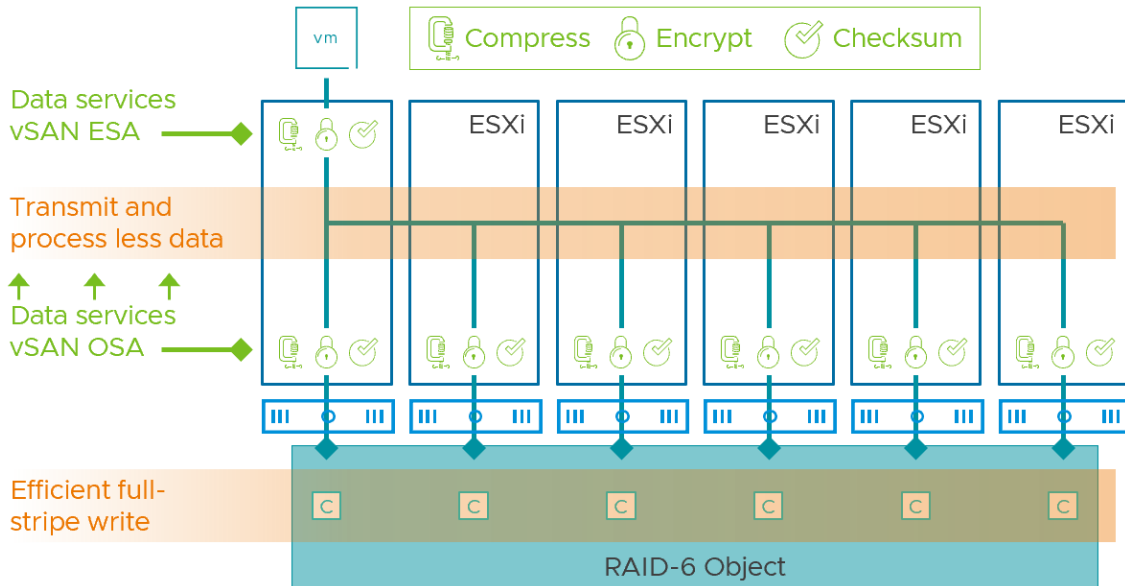 vm
Compress
Encrypt
Checksum
Data services
vSAN ESA
ESXi
ESXi
ESXi
ESXi
ESXi
Transmit and
process less data
Data services
vSAN OSA
Efficient full-
stripe write
C
C
C
C
C
C
RAID-6 Object